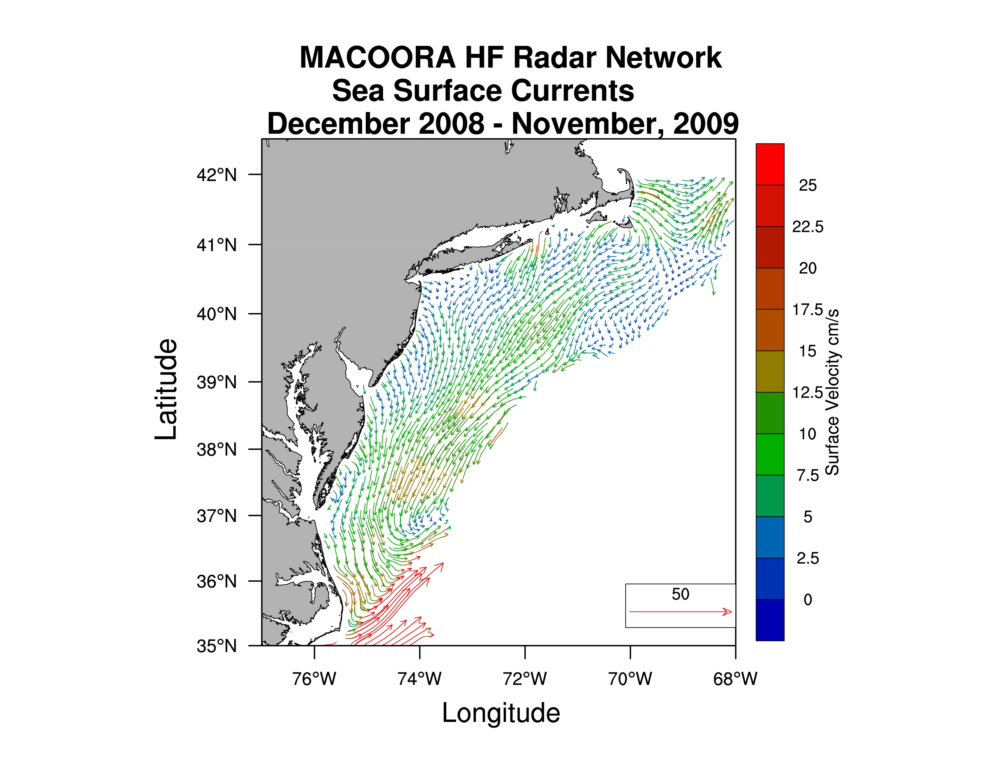 MACOORA HF Radar Network
Sea Surface Currents
December 2008 - November, 2009
42°N
41°N
40°N
39°N
38°N
37°N
36°N
35°N
Latitude
76°W
74°W
72°W
70°W
68°W
Longitude
50
25
22.5
20
17.5
15
12.5
10
7.5
5
2.5
0
Surface Velocity cm/s